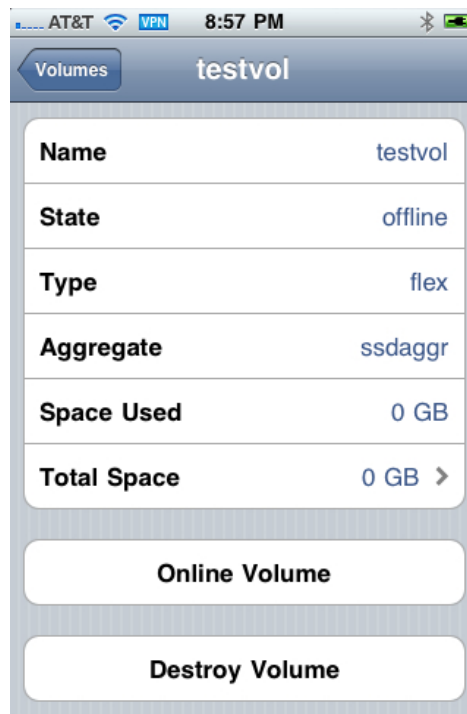 AT&T VPN 8:57 PM
Volumes testvol
Name testvol
State offline
Type flex
Aggregate ssdaggr
Space Used 0 GB
Total Space 0 GB
Online Volume
Destroy Volume